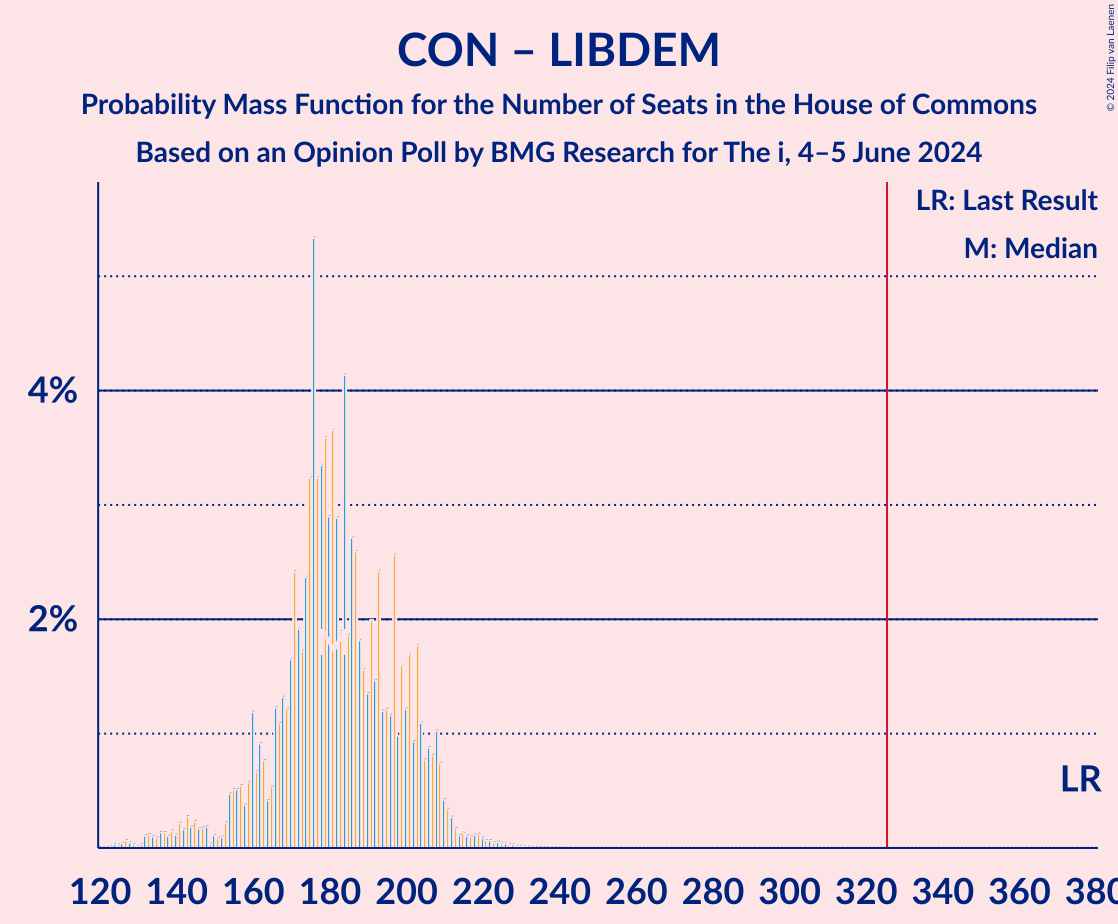 CON – LIBDEM
Probability Mass Function for the Number of Seats in the House of Commons
Based on an Opinion Poll by BMG Research for The i, 4–5 June 2024
© 2024 Filip van Laenen
LR: Last Result
M: Median
4%
2%
LR
M
120 140 160 180 200 220 240 260 280 300 320 340 360 380